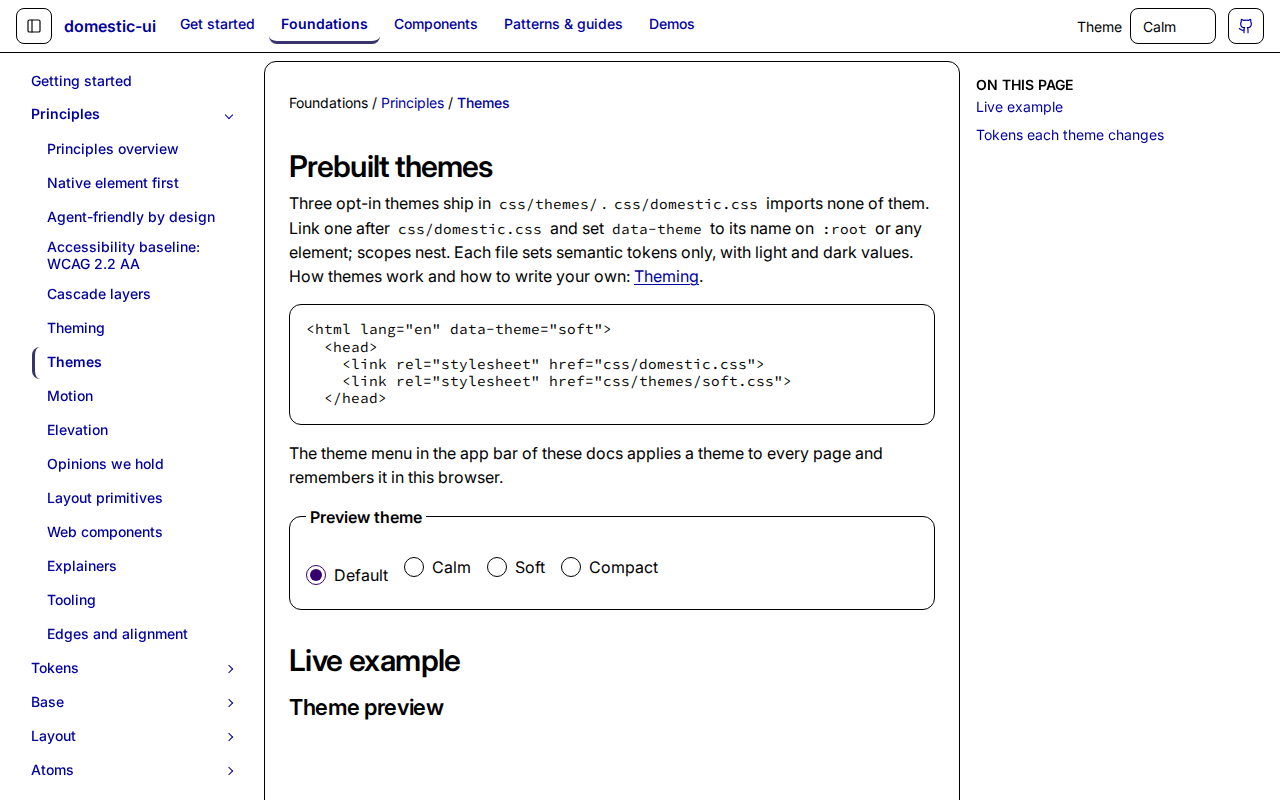 domestic-ui
Get started
Foundations
Components
Patterns & guides
Demos
Theme
Calm
Getting started
Principles
Principles overview
Native element first
Agent-friendly by design
Accessibility baseline:
WCAG 2.2 AA
Cascade layers
Theming
Themes
Motion
Elevation
Opinions we hold
Layout primitives
Web components
Explainers
Tooling
Edges and alignment
Tokens
Base
Layout
Atoms
Foundations / Principles / Themes
Prebuilt themes
Three opt-in themes ship in css/themes/. css/domestic.css imports none of them.
Link one after css/domestic.css and set data-theme to its name on :root or any
element; scopes nest. Each file sets semantic tokens only, with light and dark values.
How themes work and how to write your own: Theming.
<html lang="en" data-theme="soft">
  <head>
    <link rel="stylesheet" href="css/domestic.css">
    <link rel="stylesheet" href="css/themes/soft.css">
  </head>
The theme menu in the app bar of these docs applies a theme to every page and
remembers it in this browser.
Preview theme
Default
Calm
Soft
Compact
Live example
Theme preview
ON THIS PAGE
Live example
Tokens each theme changes